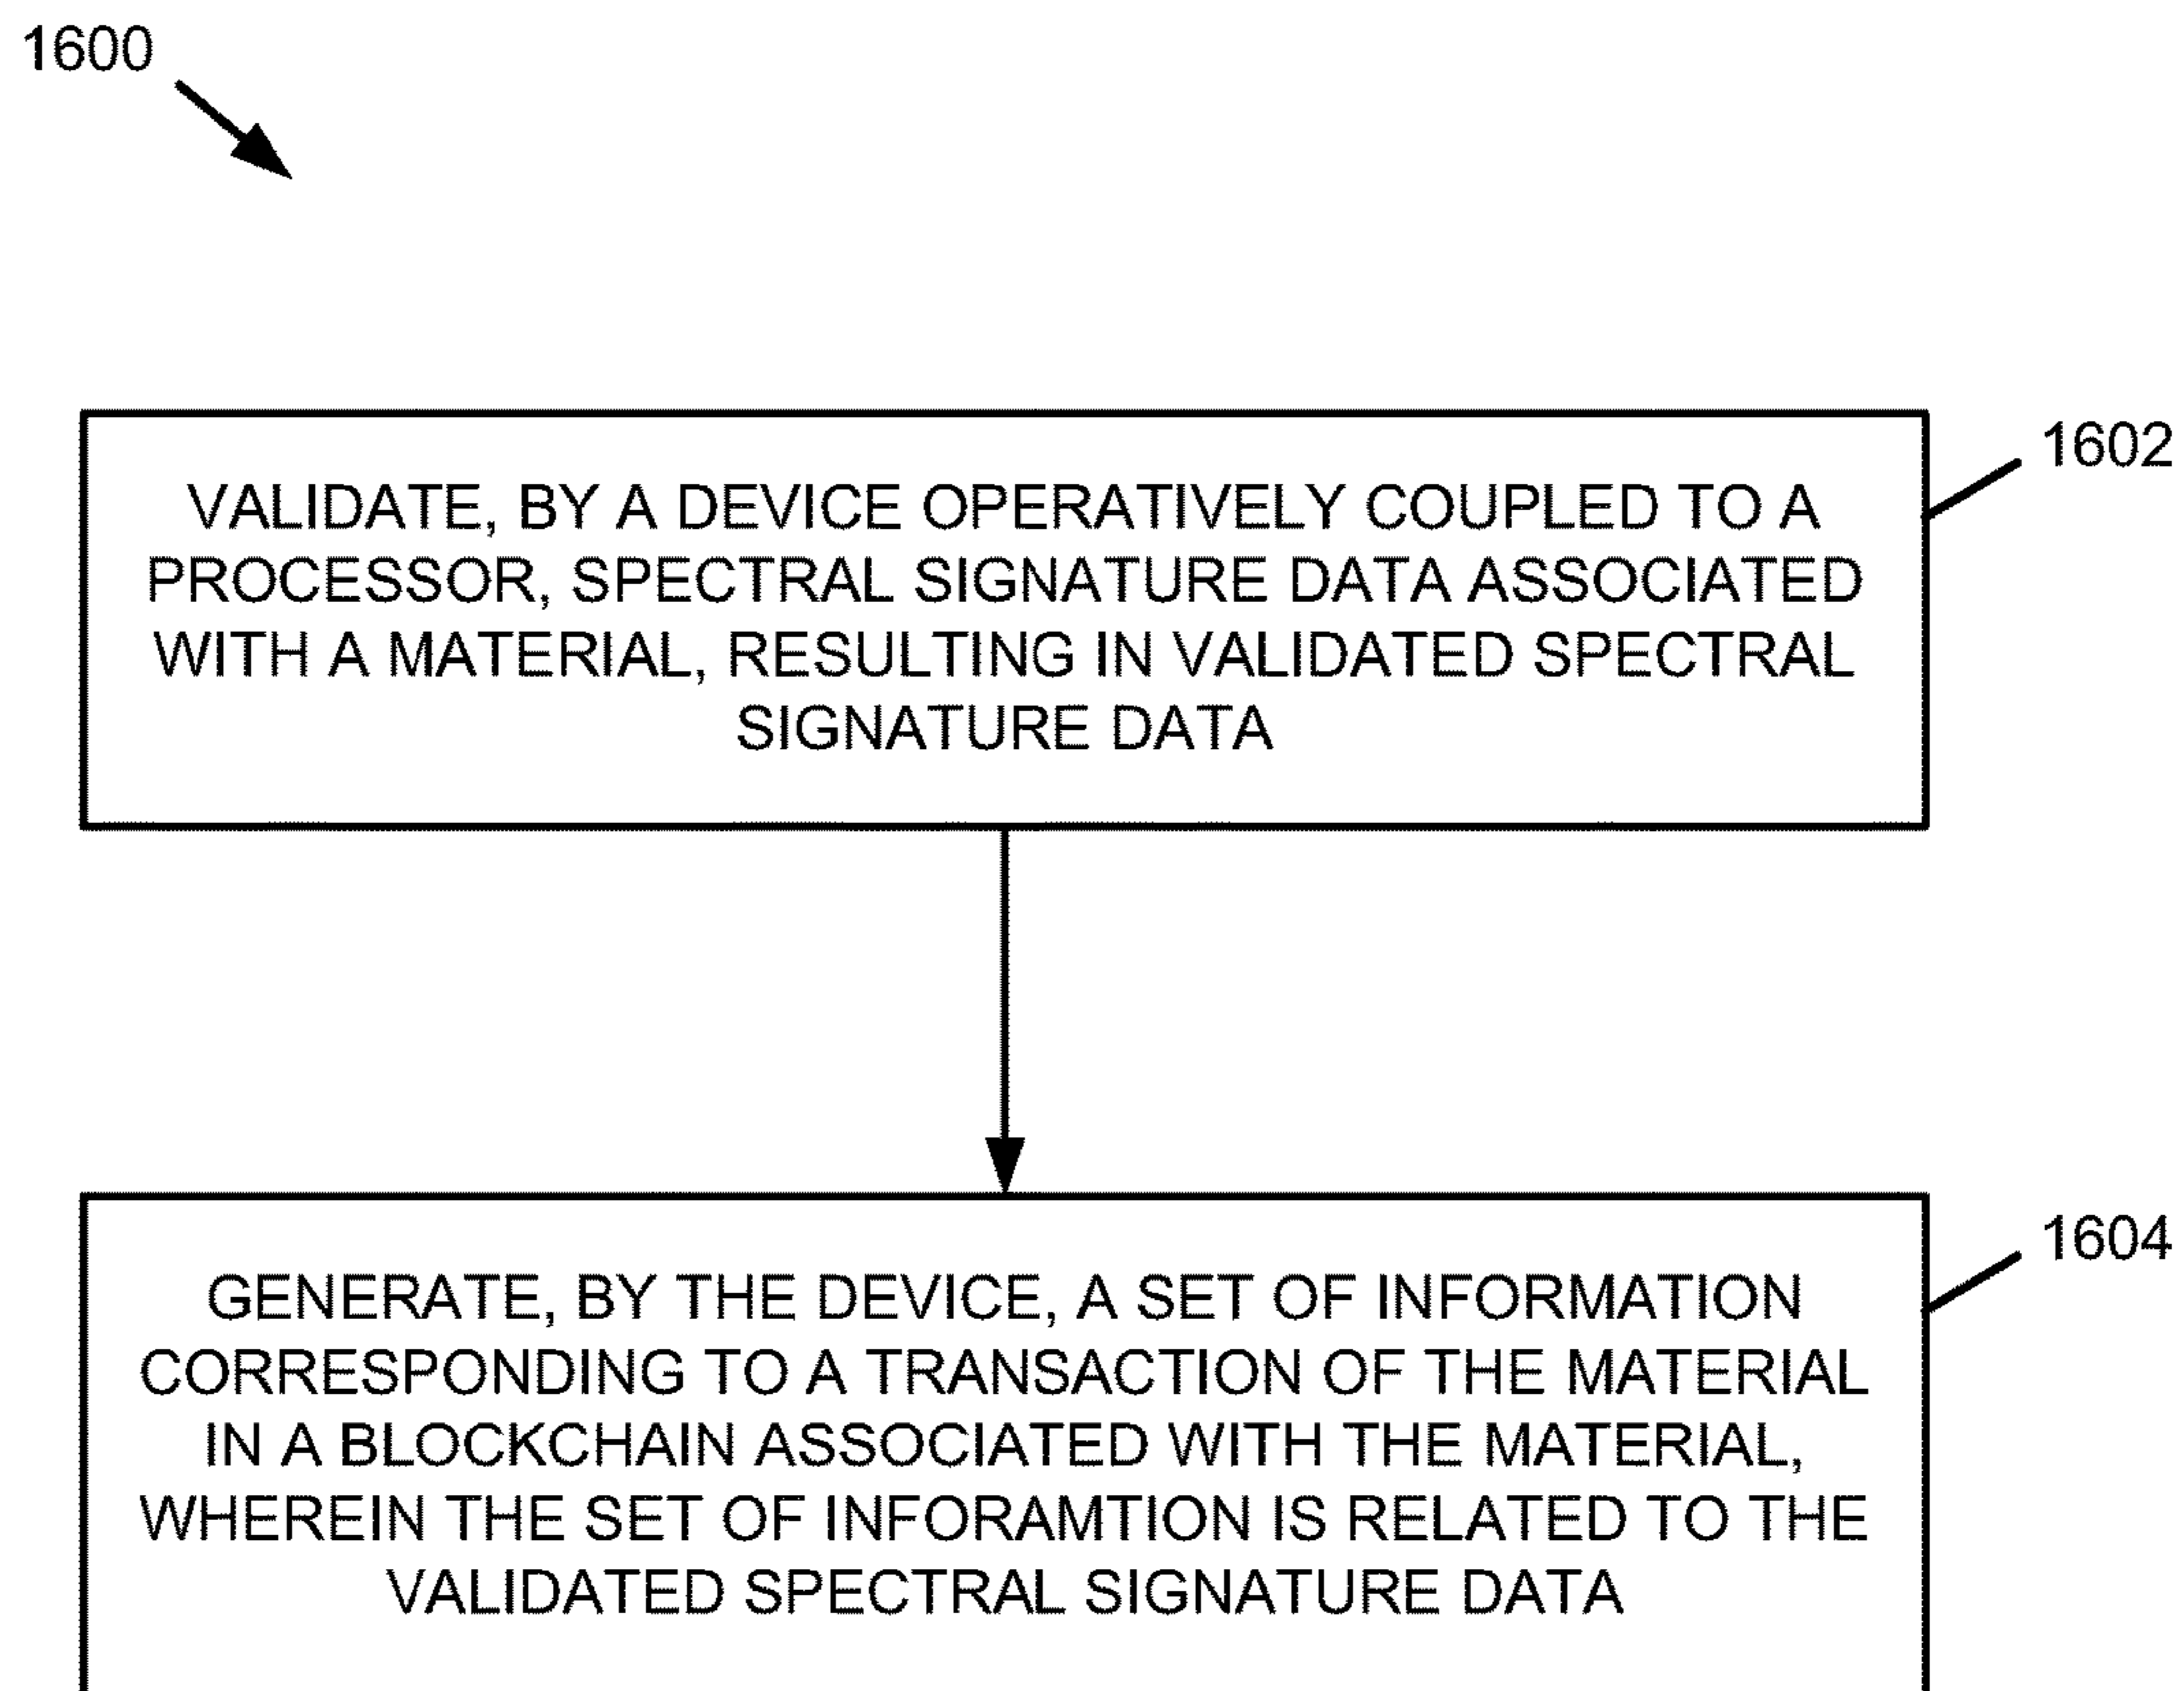 1600
1602
VALIDATE, BY A DEVICE OPERATIVELY COUPLED TO A
PROCESSOR, SPECTRAL SIGNATURE DATA ASSOCIATED
WITH A MATERIAL, RESULTING IN VALIDATED SPECTRAL
SIGNATURE DATA
1604
GENERATE, BY THE DEVICE, A SET OF INFORMATION
CORRESPONDING TO A TRANSACTION OF THE MATERIAL
IN A BLOCKCHAIN ASSOCIATED WITH THE MATERIAL,
WHEREIN THE SET OF INFORAMTION IS RELATED TO THE
VALIDATED SPECTRAL SIGNATURE DATA